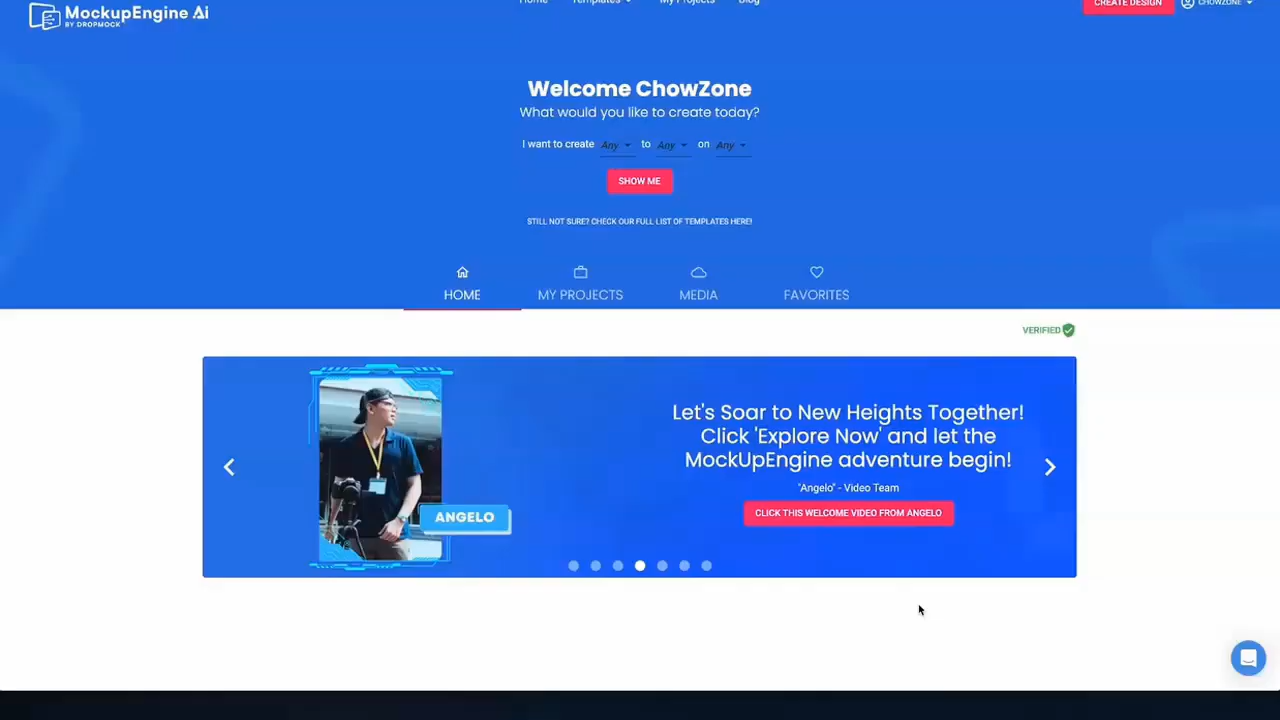 MockupEngine Ai
BY DROPMOCK
Home Templates My Projects Blog
CREATE DESIGN
CHOWZONE
Welcome ChowZone
What would you like to create today?
I want to create Any to Any on Any
SHOW ME
STILL NOT SURE? CHECK OUR FULL LIST OF TEMPLATES HERE!
HOME MY PROJECTS MEDIA FAVORITES
VERIFIED
ANGELO
Let's Soar to New Heights Together!
Click 'Explore Now' and let the
MockUpEngine adventure begin!
"Angelo" - Video Team
CLICK THIS WELCOME VIDEO FROM ANGELO